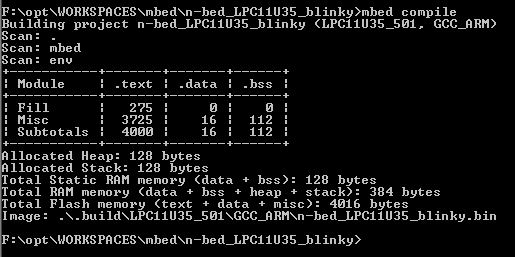 F:\opt\WORKSPACES\mbed\n-bed_LPC11U35_blinky>mbed compile
Building project n-bed_LPC11U35_blinky (LPC11U35_501, GCC_ARM)
Scan: .
Scan: mbed
Scan: env
+-----------+-------+-------+------+
| Module    | .text | .data | .bss |
+-----------+-------+-------+------+
| Fill      |   275 |     0 |    0 |
| Misc      |  3725 |    16 |  112 |
| Subtotals |  4000 |    16 |  112 |
+-----------+-------+-------+------+
Allocated Heap: 128 bytes
Allocated Stack: 128 bytes
Total Static RAM memory (data + bss): 128 bytes
Total RAM memory (data + bss + heap + stack): 384 bytes
Total Flash memory (text + data + misc): 4016 bytes
Image: .\.build\LPC11U35_501\GCC_ARM\n-bed_LPC11U35_blinky.bin
F:\opt\WORKSPACES\mbed\n-bed_LPC11U35_blinky>